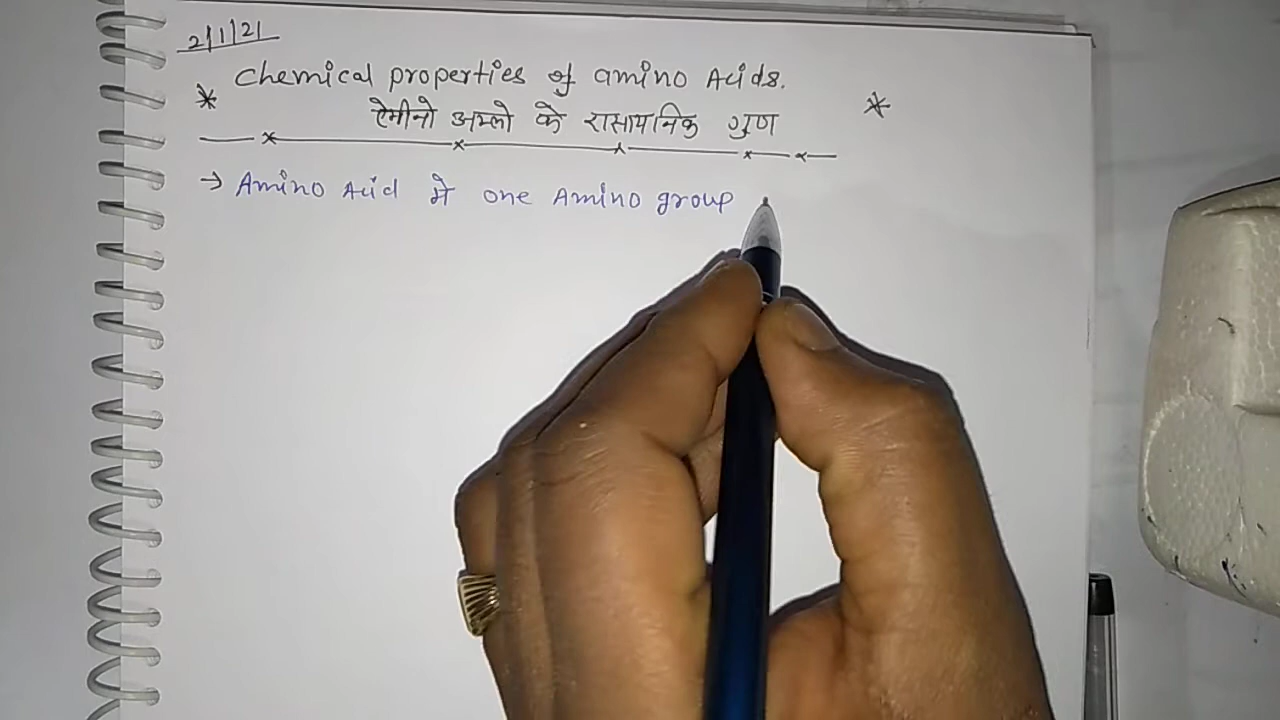 2/1/21
* Chemical properties of amino Acids. *
ऐमीनो अम्लो के रासायनिक गुण
→ Amino Acid मे one Amino group